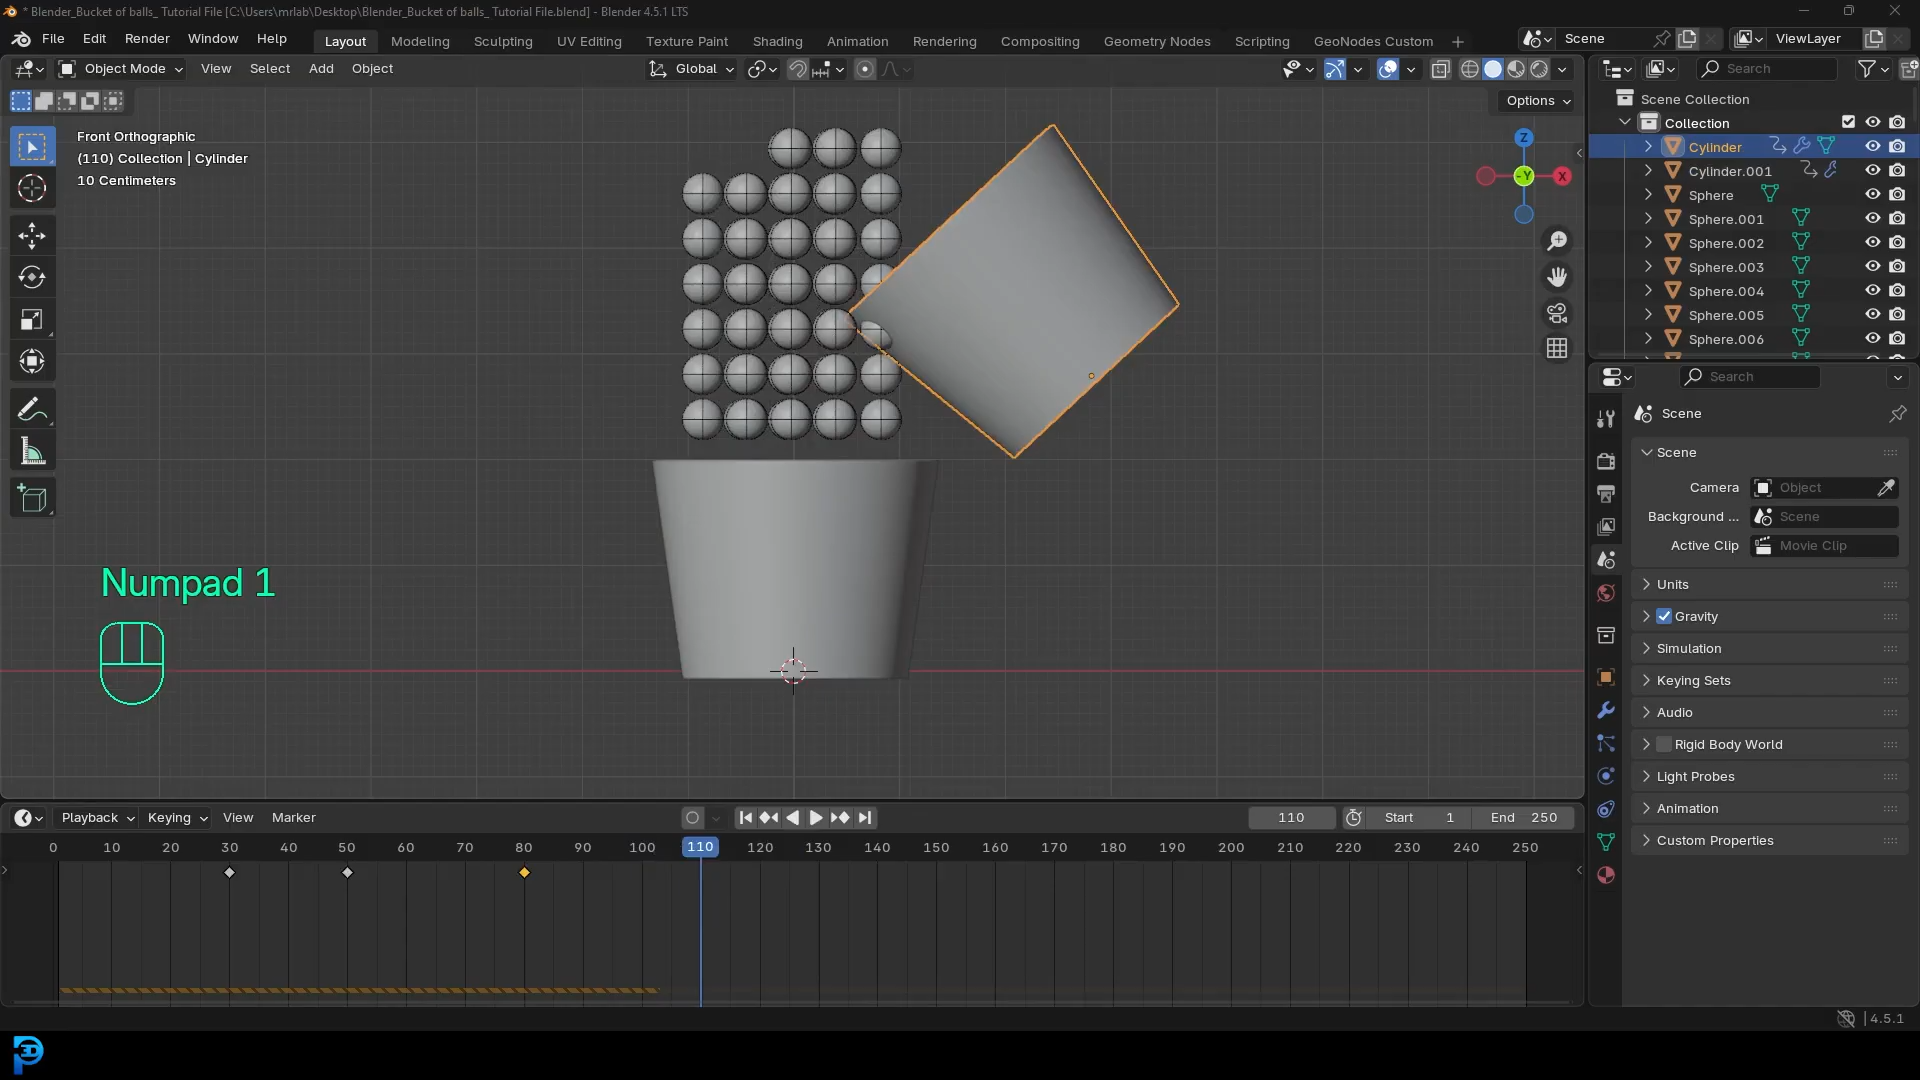 * Blender_Bucket of balls_ Tutorial File [C:\Users\mrlab\Desktop\Blender_Bucket of balls_ Tutorial File.blend] - Blender 4.5.1 LTS
File Edit Render Window Help Layout Modeling Sculpting UV Editing Texture Paint Shading Animation Rendering Compositing Geometry Nodes Scripting GeoNodes Custom + Scene ViewLayer
Object Mode View Select Add Object Global Search
Options
Scene Collection
Collection
Front Orthographic
(110) Collection | Cylinder
10 Centimeters
Z
-Y
X
Cylinder
Cylinder.001
Sphere
Sphere.001
Sphere.002
Sphere.003
Sphere.004
Sphere.005
Sphere.006
Search
Scene
Scene
Camera Object
Background ... Scene
Active Clip Movie Clip
Units
Gravity
Simulation
Keying Sets
Audio
Rigid Body World
Light Probes
Animation
Custom Properties
Numpad 1
Playback Keying View Marker 110 Start 1 End 250
0 10 20 30 40 50 60 70 80 90 100 110 120 130 140 150 160 170 180 190 200 210 220 230 240 250
4.5.1